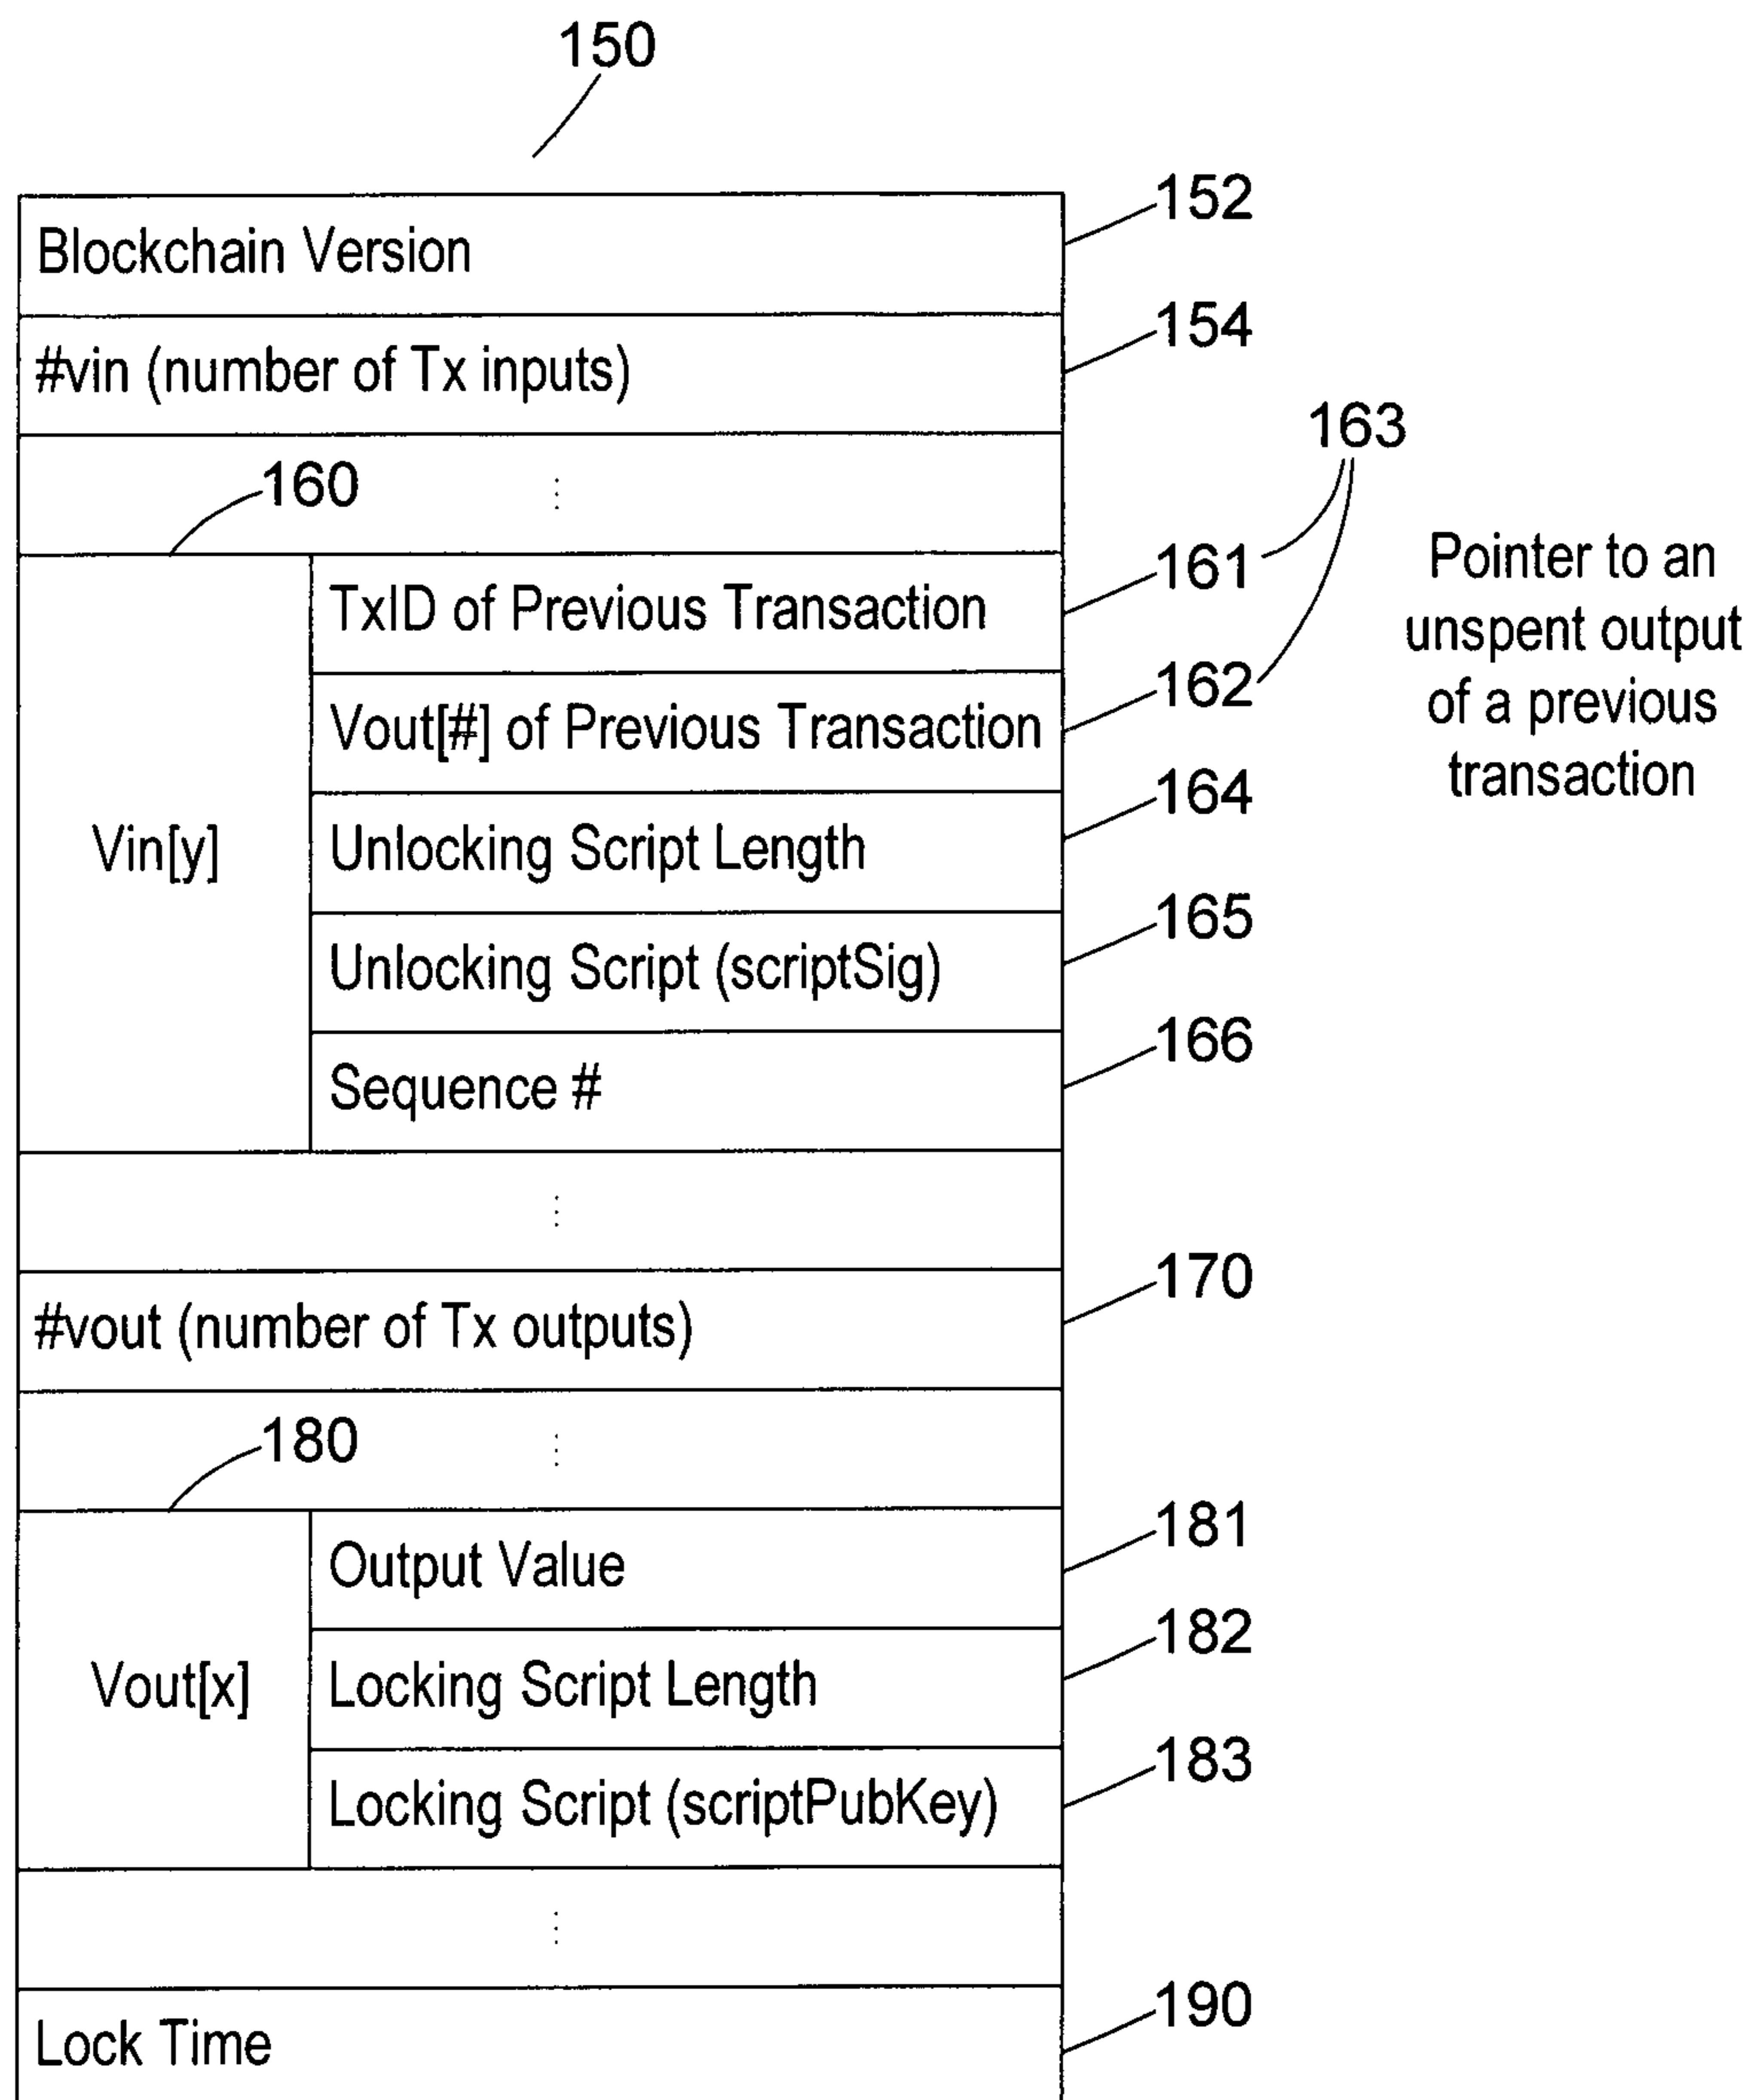 150
Blockchain Version
152
#vin (number of Tx inputs)
154
160
163
Vin[y]
TxID of Previous Transaction
161
Vout[#] of Previous Transaction
162
Pointer to an
unspent output
of a previous
transaction
Unlocking Script Length
164
Unlocking Script (scriptSig)
165
Sequence #
166
#vout (number of Tx outputs)
170
180
Vout[x]
Output Value
181
Locking Script Length
182
Locking Script (scriptPubKey)
183
Lock Time
190